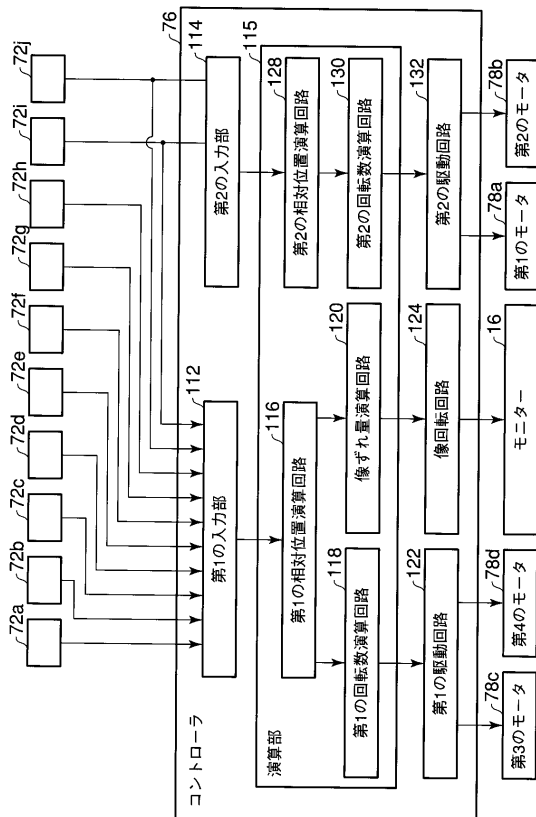 72a
72b
72c
72d
72e
72f
72g
72h
72i
72j
76
コントローラ
112
第1の入力部
114
第2の入力部
115
演算部
116
第1の相対位置演算回路
128
第2の相対位置演算回路
118
第1の回転数演算回路
120
像ずれ量演算回路
130
第2の回転数演算回路
122
第1の駆動回路
124
像回転回路
132
第2の駆動回路
78c
第3のモータ
78d
第4のモータ
16
モニター
78a
第1のモータ
78b
第2のモータ